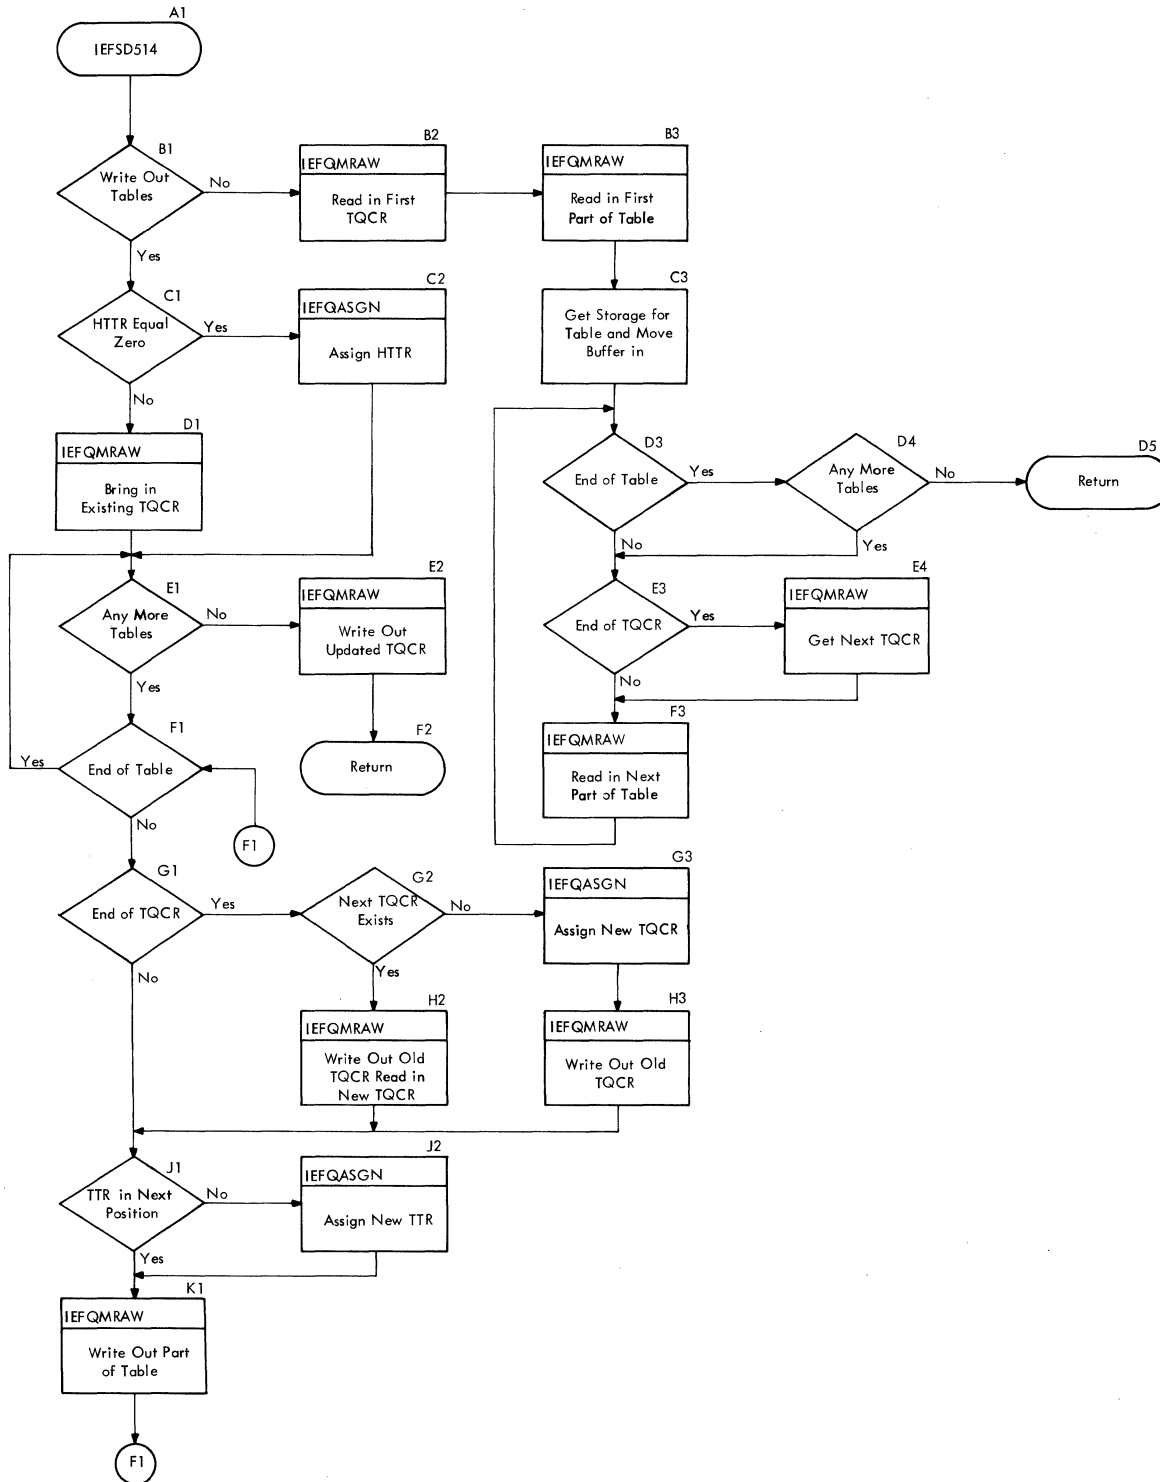 A1
IEFSD514
B1
Write Out
Tables
No
Yes
B2
IEFQMRAW
Read in First
TQCR
B3
IEFQMRAW
Read in First
Part of Table
C1
HTTR Equal
Zero
Yes
No
C2
IEFQASGN
Assign HTTR
C3
Get Storage for
Table and Move
Buffer in
D1
IEFQMRAW
Bring in
Existing TQCR
D3
End of Table
Yes
No
D4
Any More
Tables
No
Yes
D5
Return
E1
Any More
Tables
No
Yes
E2
IEFQMRAW
Write Out
Updated TQCR
E3
End of TQCR
Yes
No
E4
IEFQMRAW
Get Next TQCR
F1
End of Table
Yes
No
F1
F2
Return
F3
IEFQMRAW
Read in Next
Part of Table
G1
End of TQCR
Yes
No
G2
Next TQCR
Exists
No
Yes
G3
IEFQASGN
Assign New TQCR
H2
IEFQMRAW
Write Out Old
TQCR Read in
New TQCR
H3
IEFQMRAW
Write Out Old
TQCR
J1
TTR in Next
Position
No
Yes
J2
IEFQASGN
Assign New TTR
K1
IEFQMRAW
Write Out Part
of Table
F1